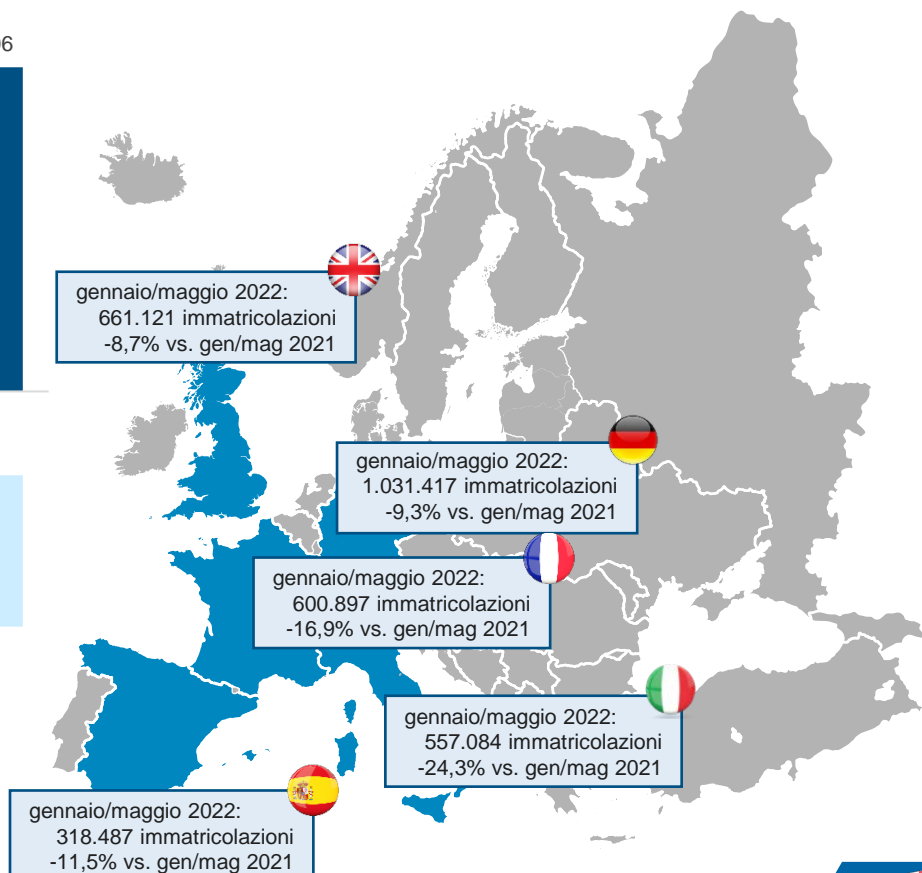 gennaio/maggio 2022:
661.121 immatricolazioni
-8,7% vs. gen/mag 2021
gennaio/maggio 2022:
1.031.417 immatricolazioni
-9,3% vs. gen/mag 2021
gennaio/maggio 2022:
600.897 immatricolazioni
-16,9% vs. gen/mag 2021
gennaio/maggio 2022:
557.084 immatricolazioni
-24,3% vs. gen/mag 2021
gennaio/maggio 2022:
318.487 immatricolazioni
-11,5% vs. gen/mag 2021